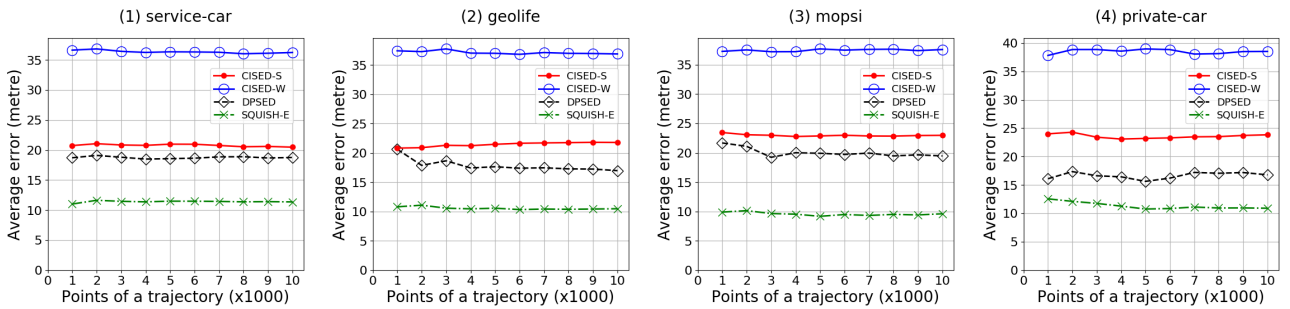 (1) service-car
Average error (metre)
35
30
25
20
15
10
5
0
CISED-S
CISED-W
DPSED
SQUISH-E
0 1 2 3 4 5 6 7 8 9 10
Points of a trajectory (x1000)
(2) geolife
Average error (metre)
35
30
25
20
15
10
5
0
CISED-S
CISED-W
DPSED
SQUISH-E
0 1 2 3 4 5 6 7 8 9 10
Points of a trajectory (x1000)
(3) mopsi
Average error (metre)
35
30
25
20
15
10
5
0
CISED-S
CISED-W
DPSED
SQUISH-E
0 1 2 3 4 5 6 7 8 9 10
Points of a trajectory (x1000)
(4) private-car
Average error (metre)
40
35
30
25
20
15
10
5
0
CISED-S
CISED-W
DPSED
SQUISH-E
0 1 2 3 4 5 6 7 8 9 10
Points of a trajectory (x1000)